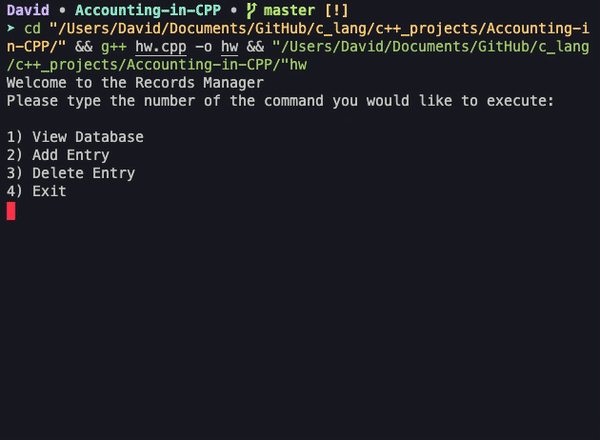 David • Accounting-in-CPP • master [!]
➤ cd "/Users/David/Documents/GitHub/c_lang/c++_projects/Accounting-i
n-CPP/" && g++ hw.cpp -o hw && "/Users/David/Documents/GitHub/c_lang
/c++_projects/Accounting-in-CPP/"hw
Welcome to the Records Manager
Please type the number of the command you would like to execute:
1) View Database
2) Add Entry
3) Delete Entry
4) Exit